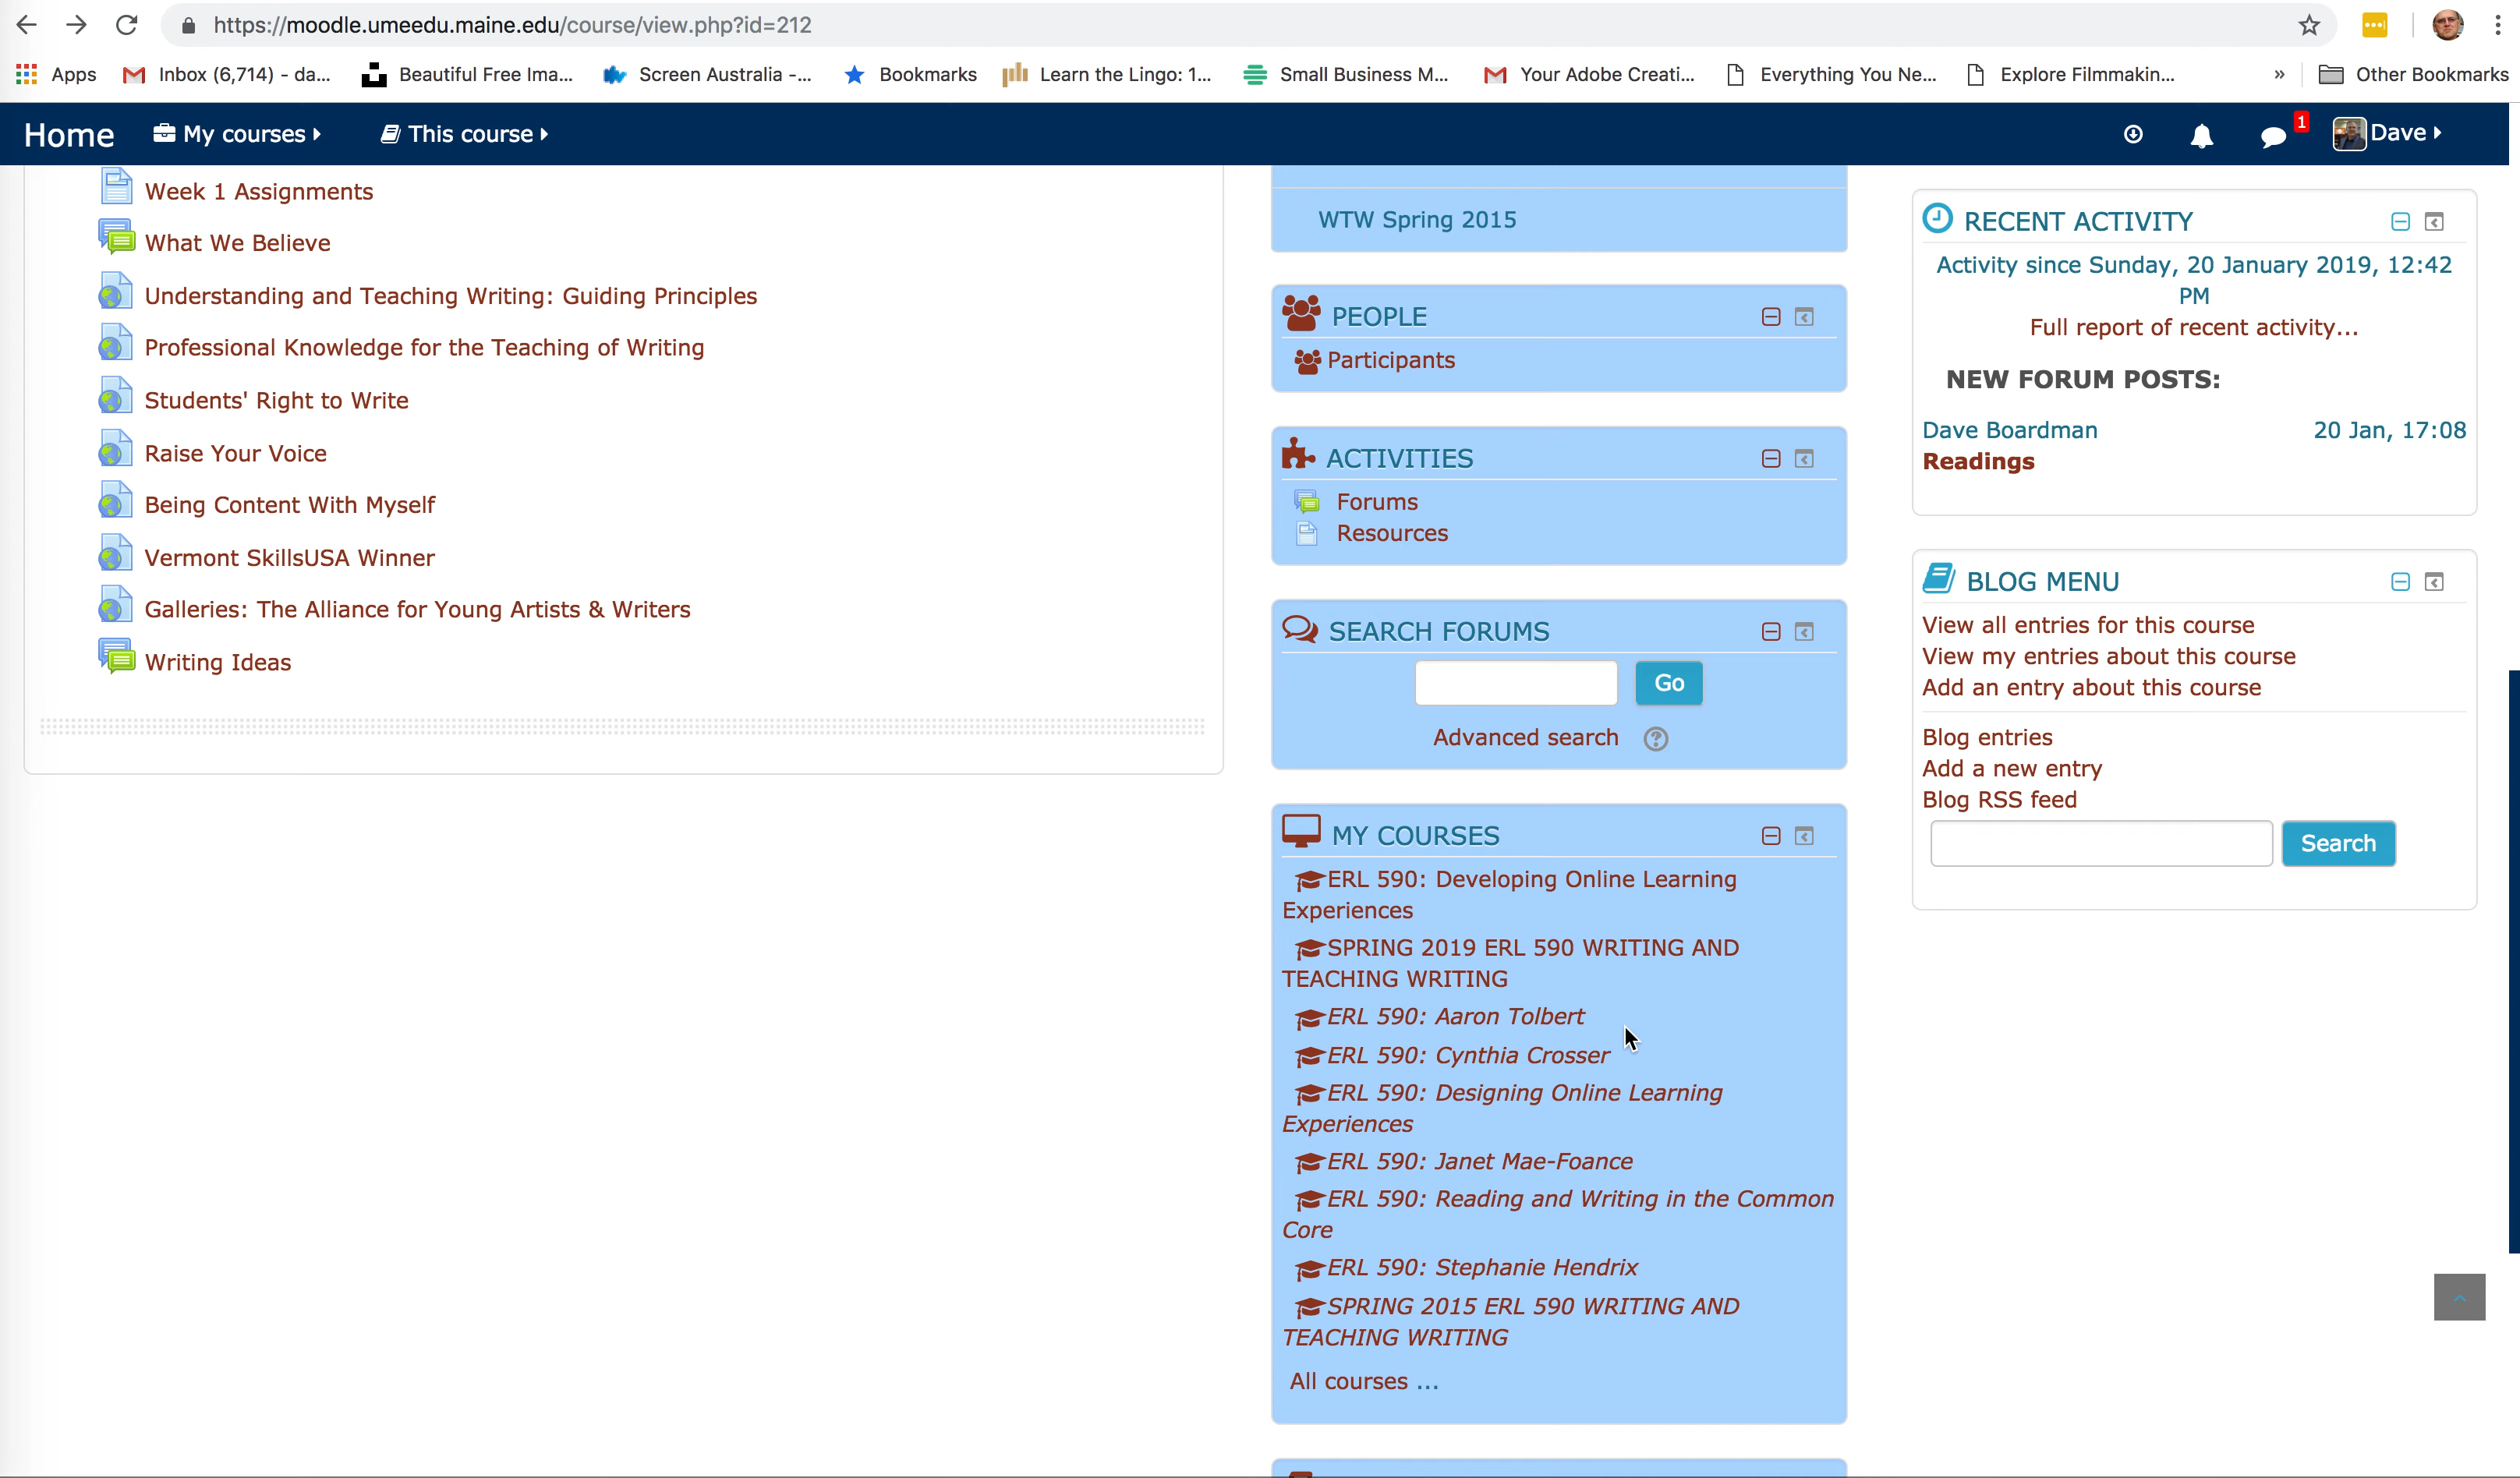 https://moodle.umeedu.maine.edu/course/view.php?id=212
Apps
Inbox (6,714) - da...
Beautiful Free Ima...
Screen Australia -...
Bookmarks
Learn the Lingo: 1...
Small Business M...
Your Adobe Creati...
Everything You Ne...
Explore Filmmakin...
»
Other Bookmarks
Home
My courses
This course
1
Dave
Week 1 Assignments
What We Believe
Understanding and Teaching Writing: Guiding Principles
Professional Knowledge for the Teaching of Writing
Students' Right to Write
Raise Your Voice
Being Content With Myself
Vermont SkillsUSA Winner
Galleries: The Alliance for Young Artists & Writers
Writing Ideas
WTW Spring 2015
PEOPLE
Participants
ACTIVITIES
Forums
Resources
SEARCH FORUMS
Go
Advanced search ?
MY COURSES
ERL 590: Developing Online Learning
Experiences
SPRING 2019 ERL 590 WRITING AND
TEACHING WRITING
ERL 590: Aaron Tolbert
ERL 590: Cynthia Crosser
ERL 590: Designing Online Learning
Experiences
ERL 590: Janet Mae-Foance
ERL 590: Reading and Writing in the Common
Core
ERL 590: Stephanie Hendrix
SPRING 2015 ERL 590 WRITING AND
TEACHING WRITING
All courses ...
RECENT ACTIVITY
Activity since Sunday, 20 January 2019, 12:42
PM
Full report of recent activity...
NEW FORUM POSTS:
Dave Boardman 20 Jan, 17:08
Readings
BLOG MENU
View all entries for this course
View my entries about this course
Add an entry about this course
Blog entries
Add a new entry
Blog RSS feed
Search